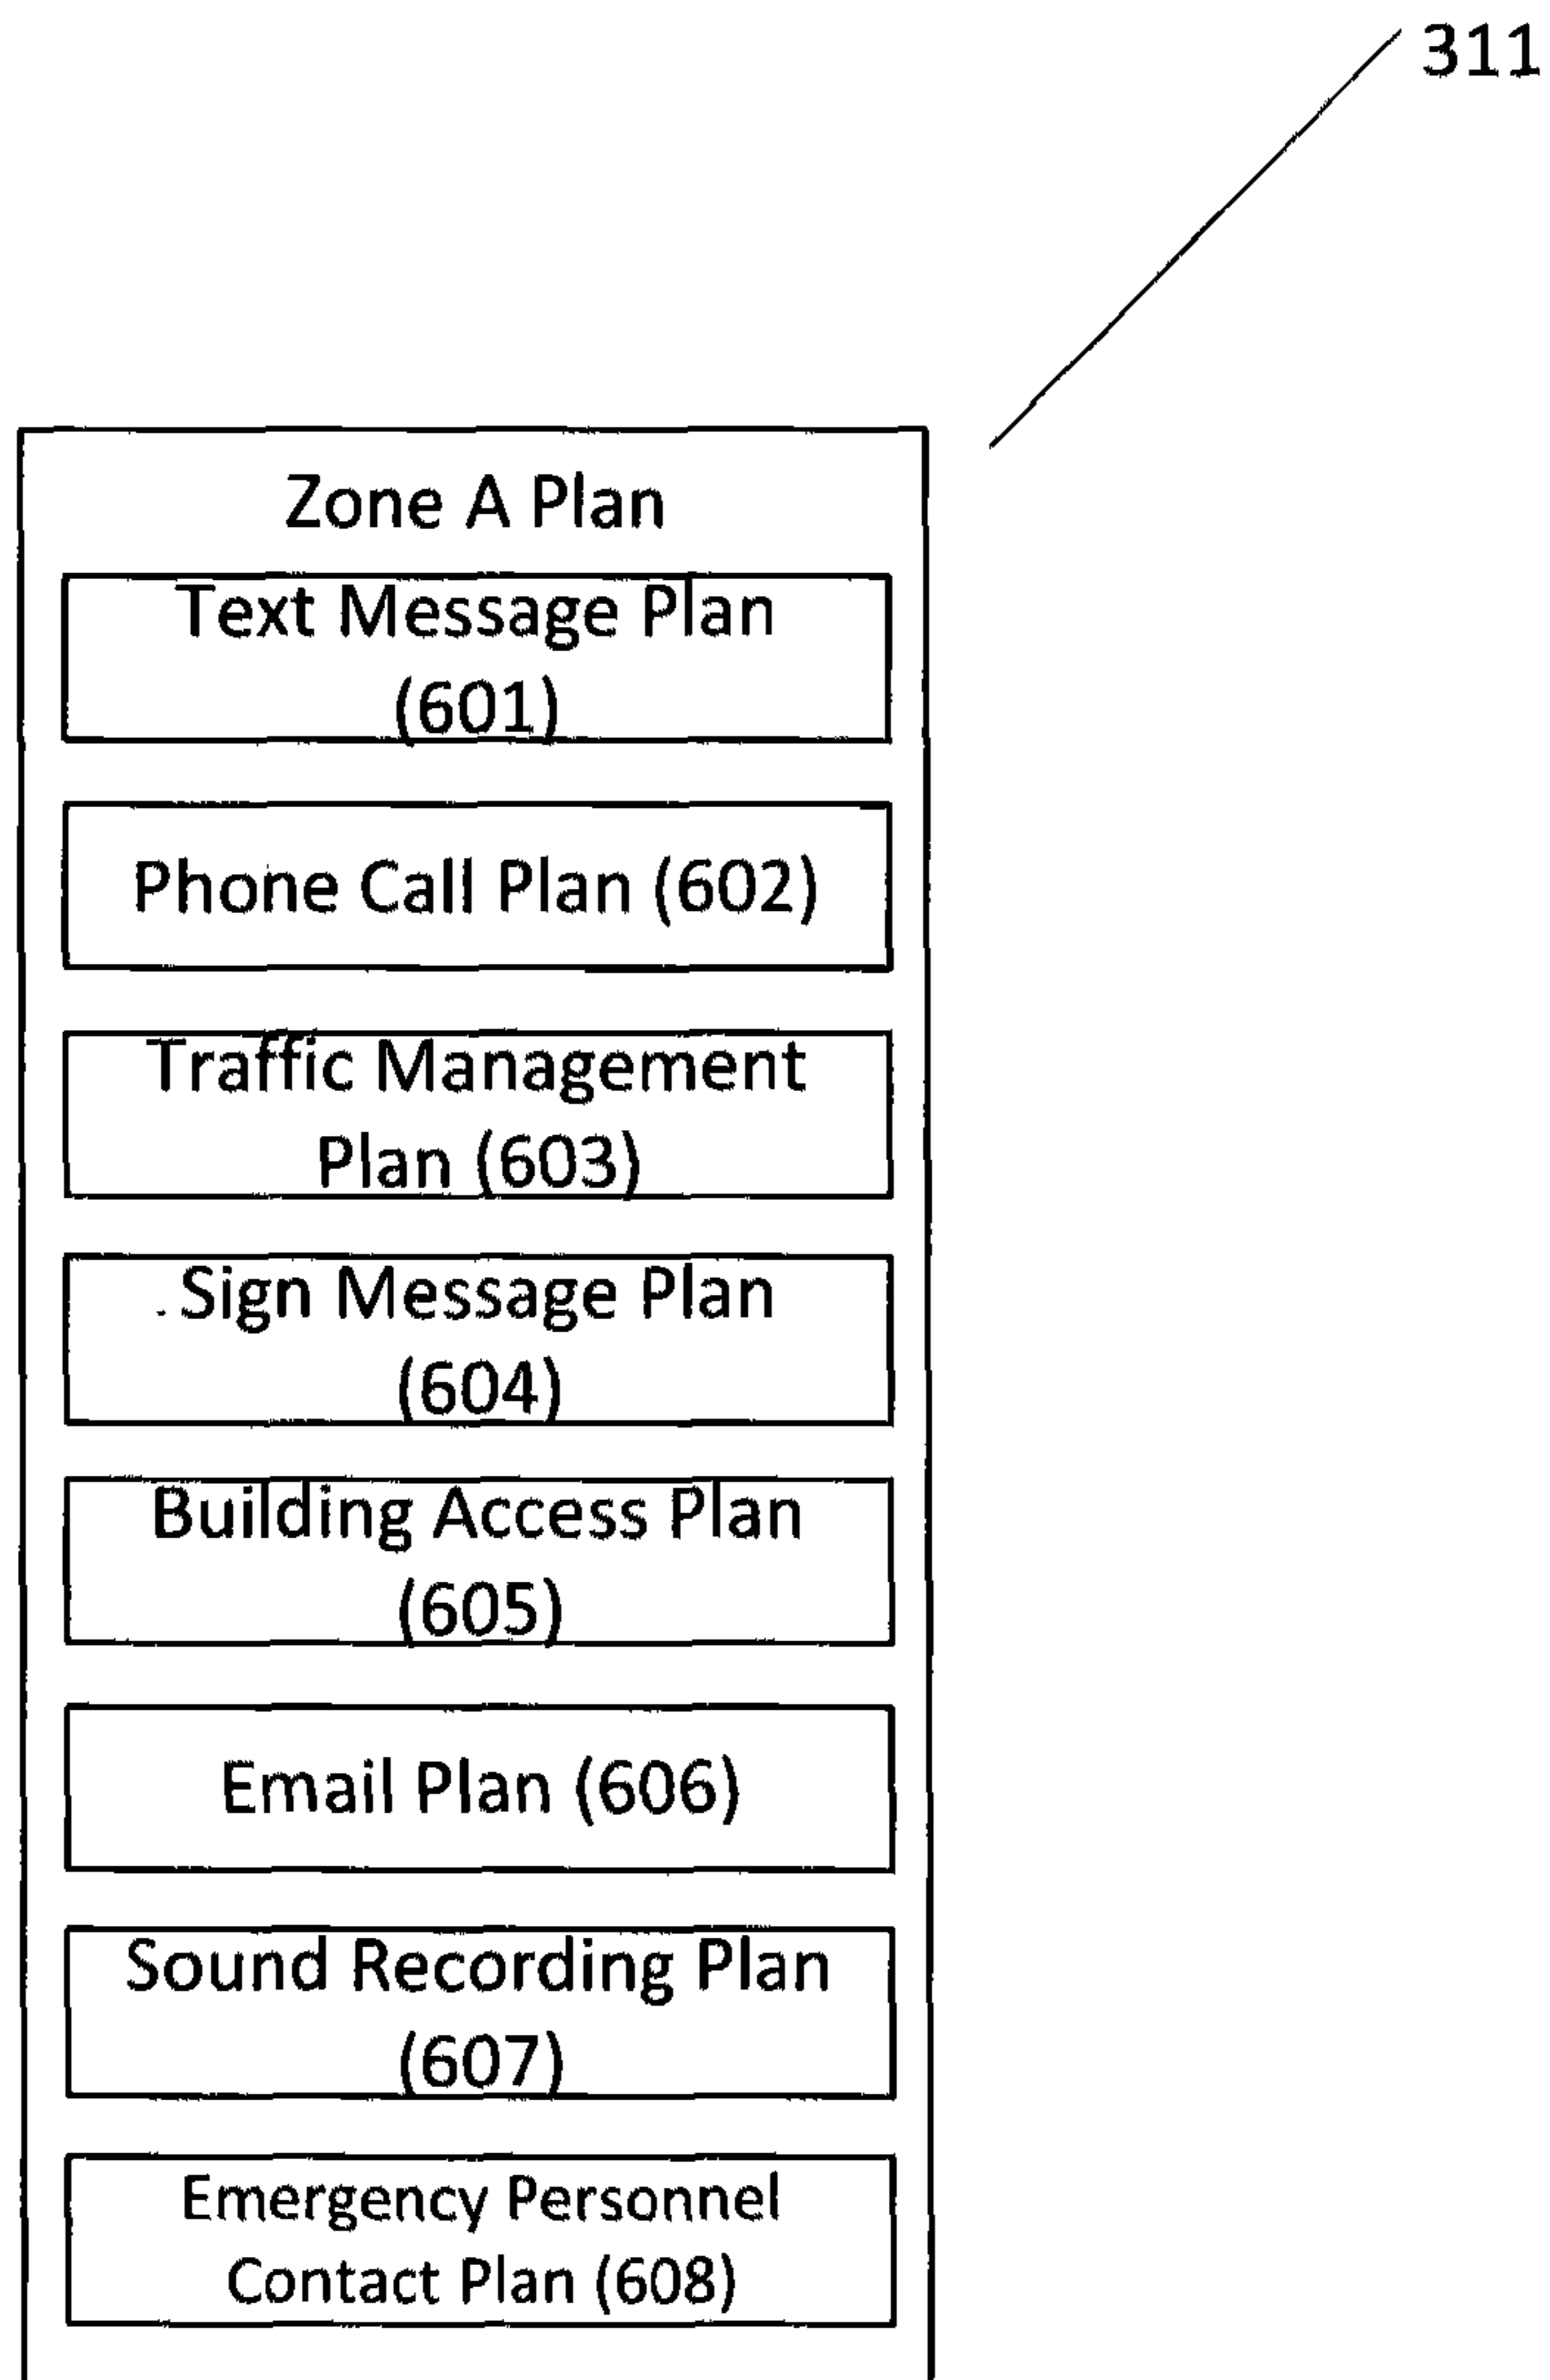 311
Zone A Plan
Text Message Plan
(601)
Phone Call Plan (602)
Traffic Management
Plan (603)
Sign Message Plan
(604)
Building Access Plan
(605)
Email Plan (606)
Sound Recording Plan
(607)
Emergency Personnel
Contact Plan (608)